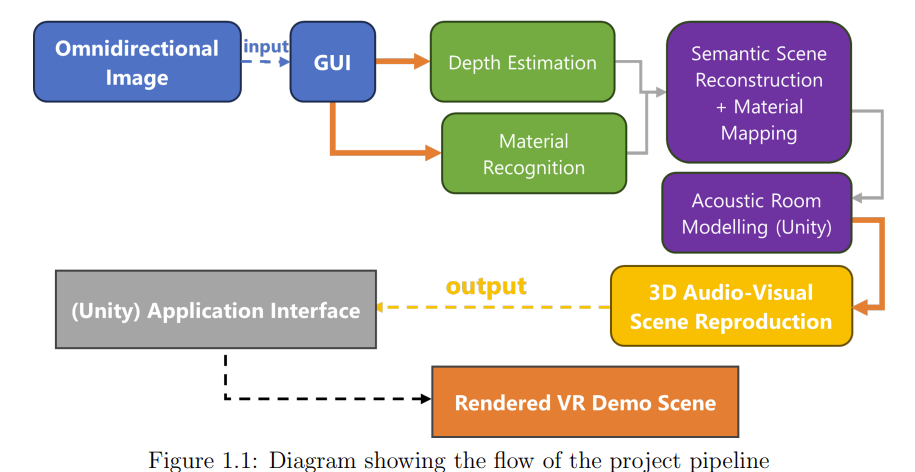 Omnidirectional
Image
input
GUI
Depth Estimation
Material
Recognition
Semantic Scene
Reconstruction
+ Material
Mapping
Acoustic Room
Modelling (Unity)
3D Audio-Visual
Scene Reproduction
output
(Unity) Application Interface
Rendered VR Demo Scene
Figure 1.1: Diagram showing the flow of the project pipeline